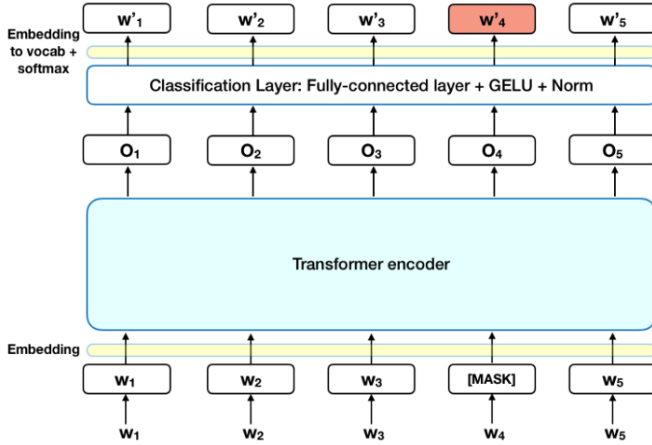 w'₁ w'₂ w'₃ w'₄ w'₅
Embedding
to vocab +
softmax
Classification Layer: Fully-connected layer + GELU + Norm
O₁ O₂ O₃ O₄ O₅
Transformer encoder
Embedding
w₁ w₂ w₃ [MASK] w₅
w₁ w₂ w₃ w₄ w₅